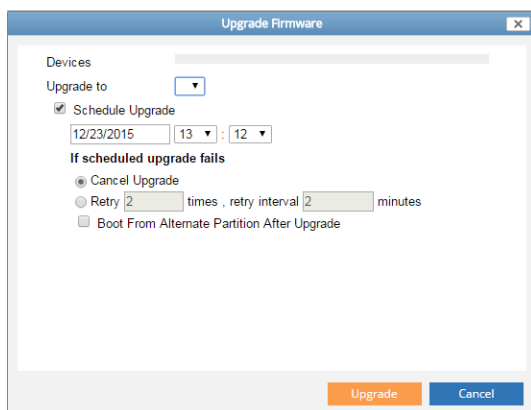 Upgrade Firmware
Devices
Upgrade to
Schedule Upgrade
12/23/2015 13 : 12
If scheduled upgrade fails
Cancel Upgrade
Retry 2 times , retry interval 2 minutes
Boot From Alternate Partition After Upgrade
Upgrade Cancel